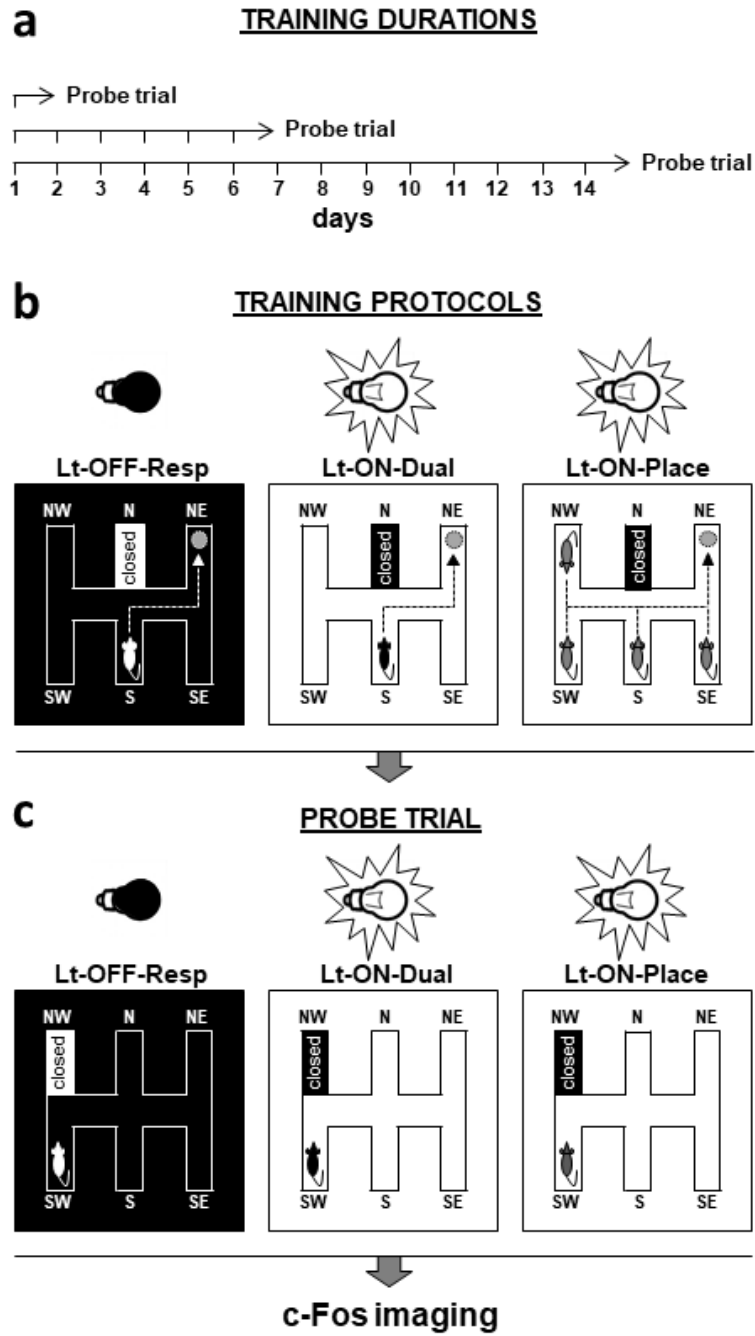 a TRAINING DURATIONS
Probe trial
Probe trial
Probe trial
1 2 3 4 5 6 7 8 9 10 11 12 13 14
days
b TRAINING PROTOCOLS
Lt-OFF-Resp Lt-ON-Dual Lt-ON-Place
NW N NE NW N NE NW N NE
closed closed closed
SW S SE SW S SE SW S SE
c PROBE TRIAL
Lt-OFF-Resp Lt-ON-Dual Lt-ON-Place
NW N NE NW N NE NW N NE
closed closed closed
SW S SE SW S SE SW S SE
c-Fos imaging